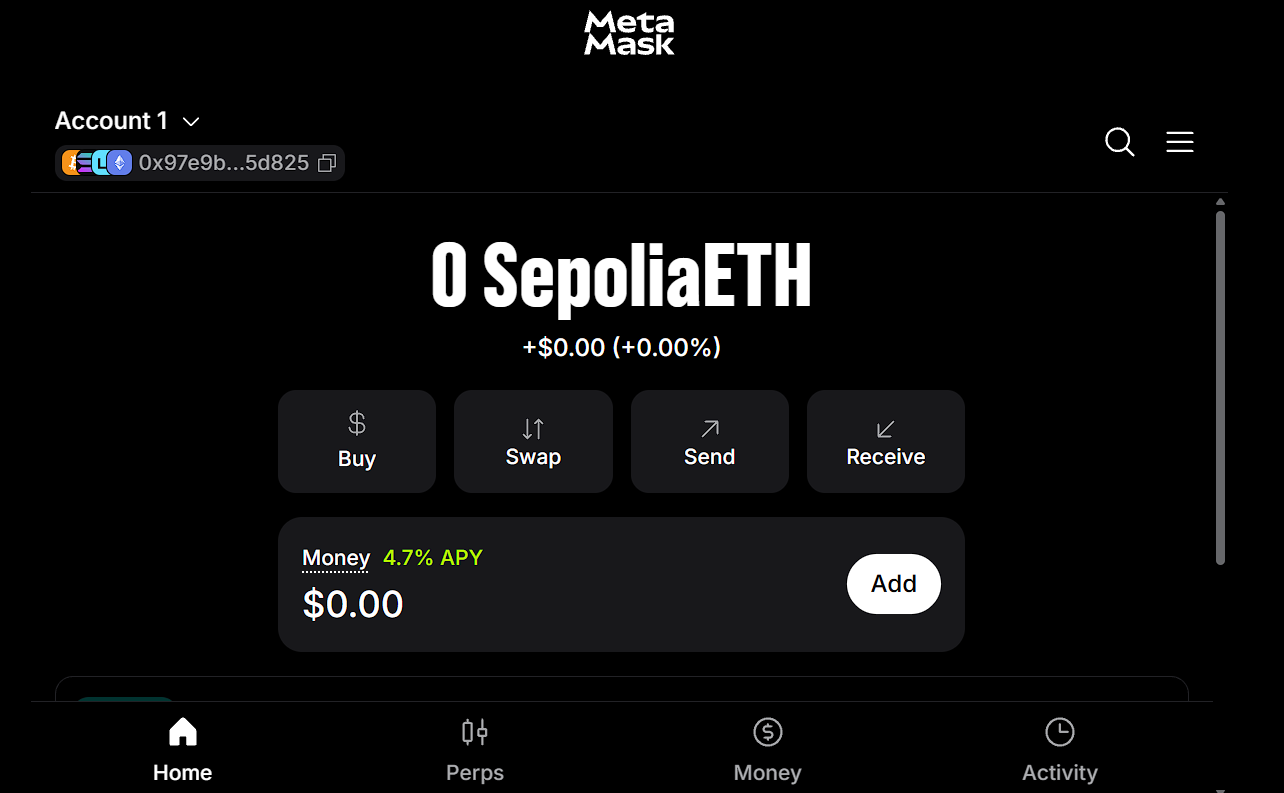 Meta
Mask
Account 1
0x97e9b...5d825
0 SepoliaETH
+$0.00 (+0.00%)
Buy
Swap
Send
Receive
Money 4.7% APY
$0.00
Add
Home
Perps
Money
Activity